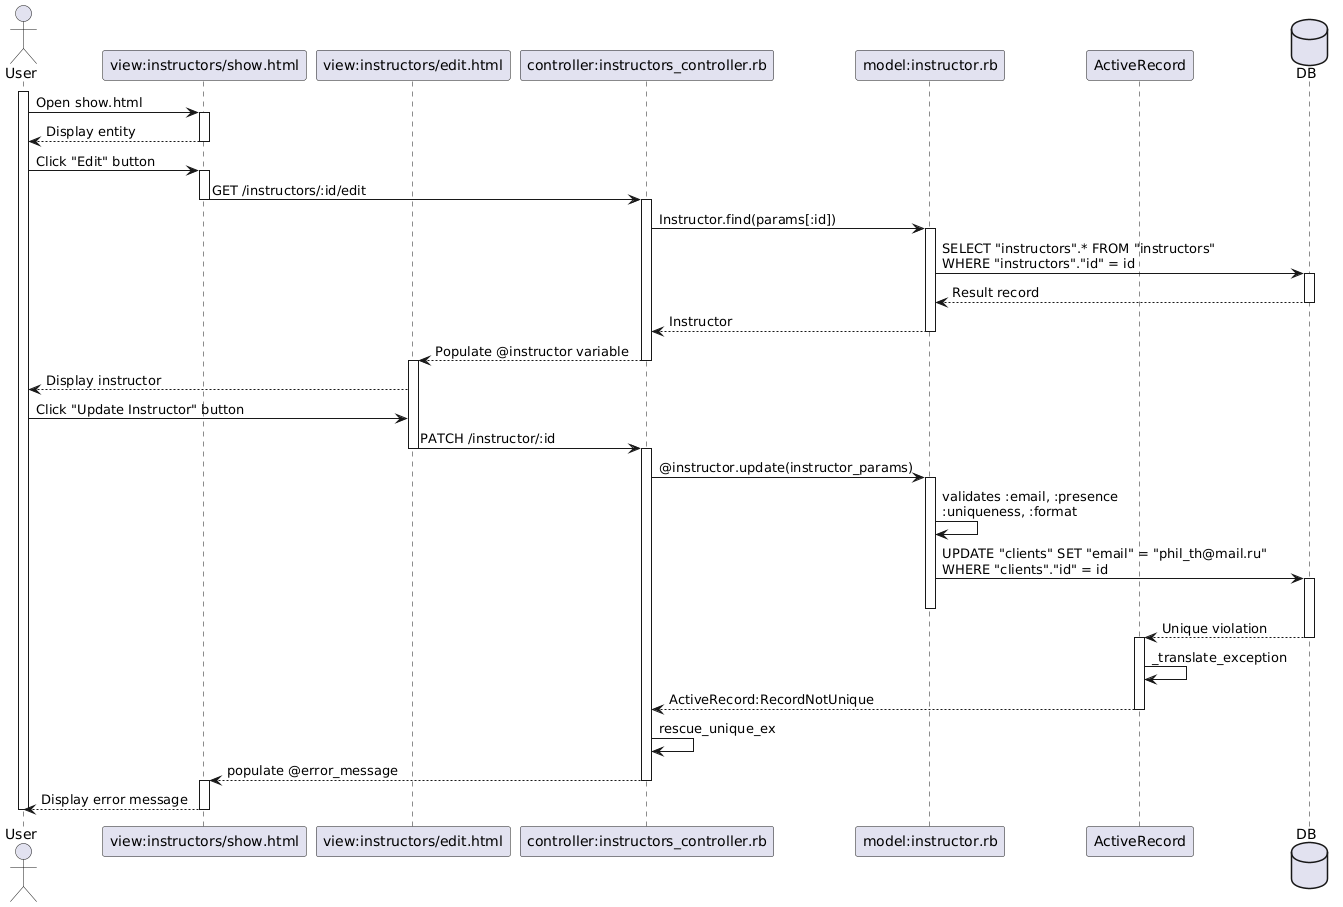 User
view:instructors/show.html
view:instructors/edit.html
controller:instructors_controller.rb
model:instructor.rb
ActiveRecord
DB
Open show.html
Display entity
Click "Edit" button
GET /instructors/:id/edit
Instructor.find(params[:id])
SELECT "instructors".* FROM "instructors"
WHERE "instructors"."id" = id
Result record
Instructor
Populate @instructor variable
Display instructor
Click "Update Instructor" button
PATCH /instructor/:id
@instructor.update(instructor_params)
validates :email, :presence
:uniqueness, :format
UPDATE "clients" SET "email" = "phil_th@mail.ru"
WHERE "clients"."id" = id
Unique violation
_translate_exception
ActiveRecord:RecordNotUnique
rescue_unique_ex
populate @error_message
Display error message
User
view:instructors/show.html
view:instructors/edit.html
controller:instructors_controller.rb
model:instructor.rb
ActiveRecord
DB